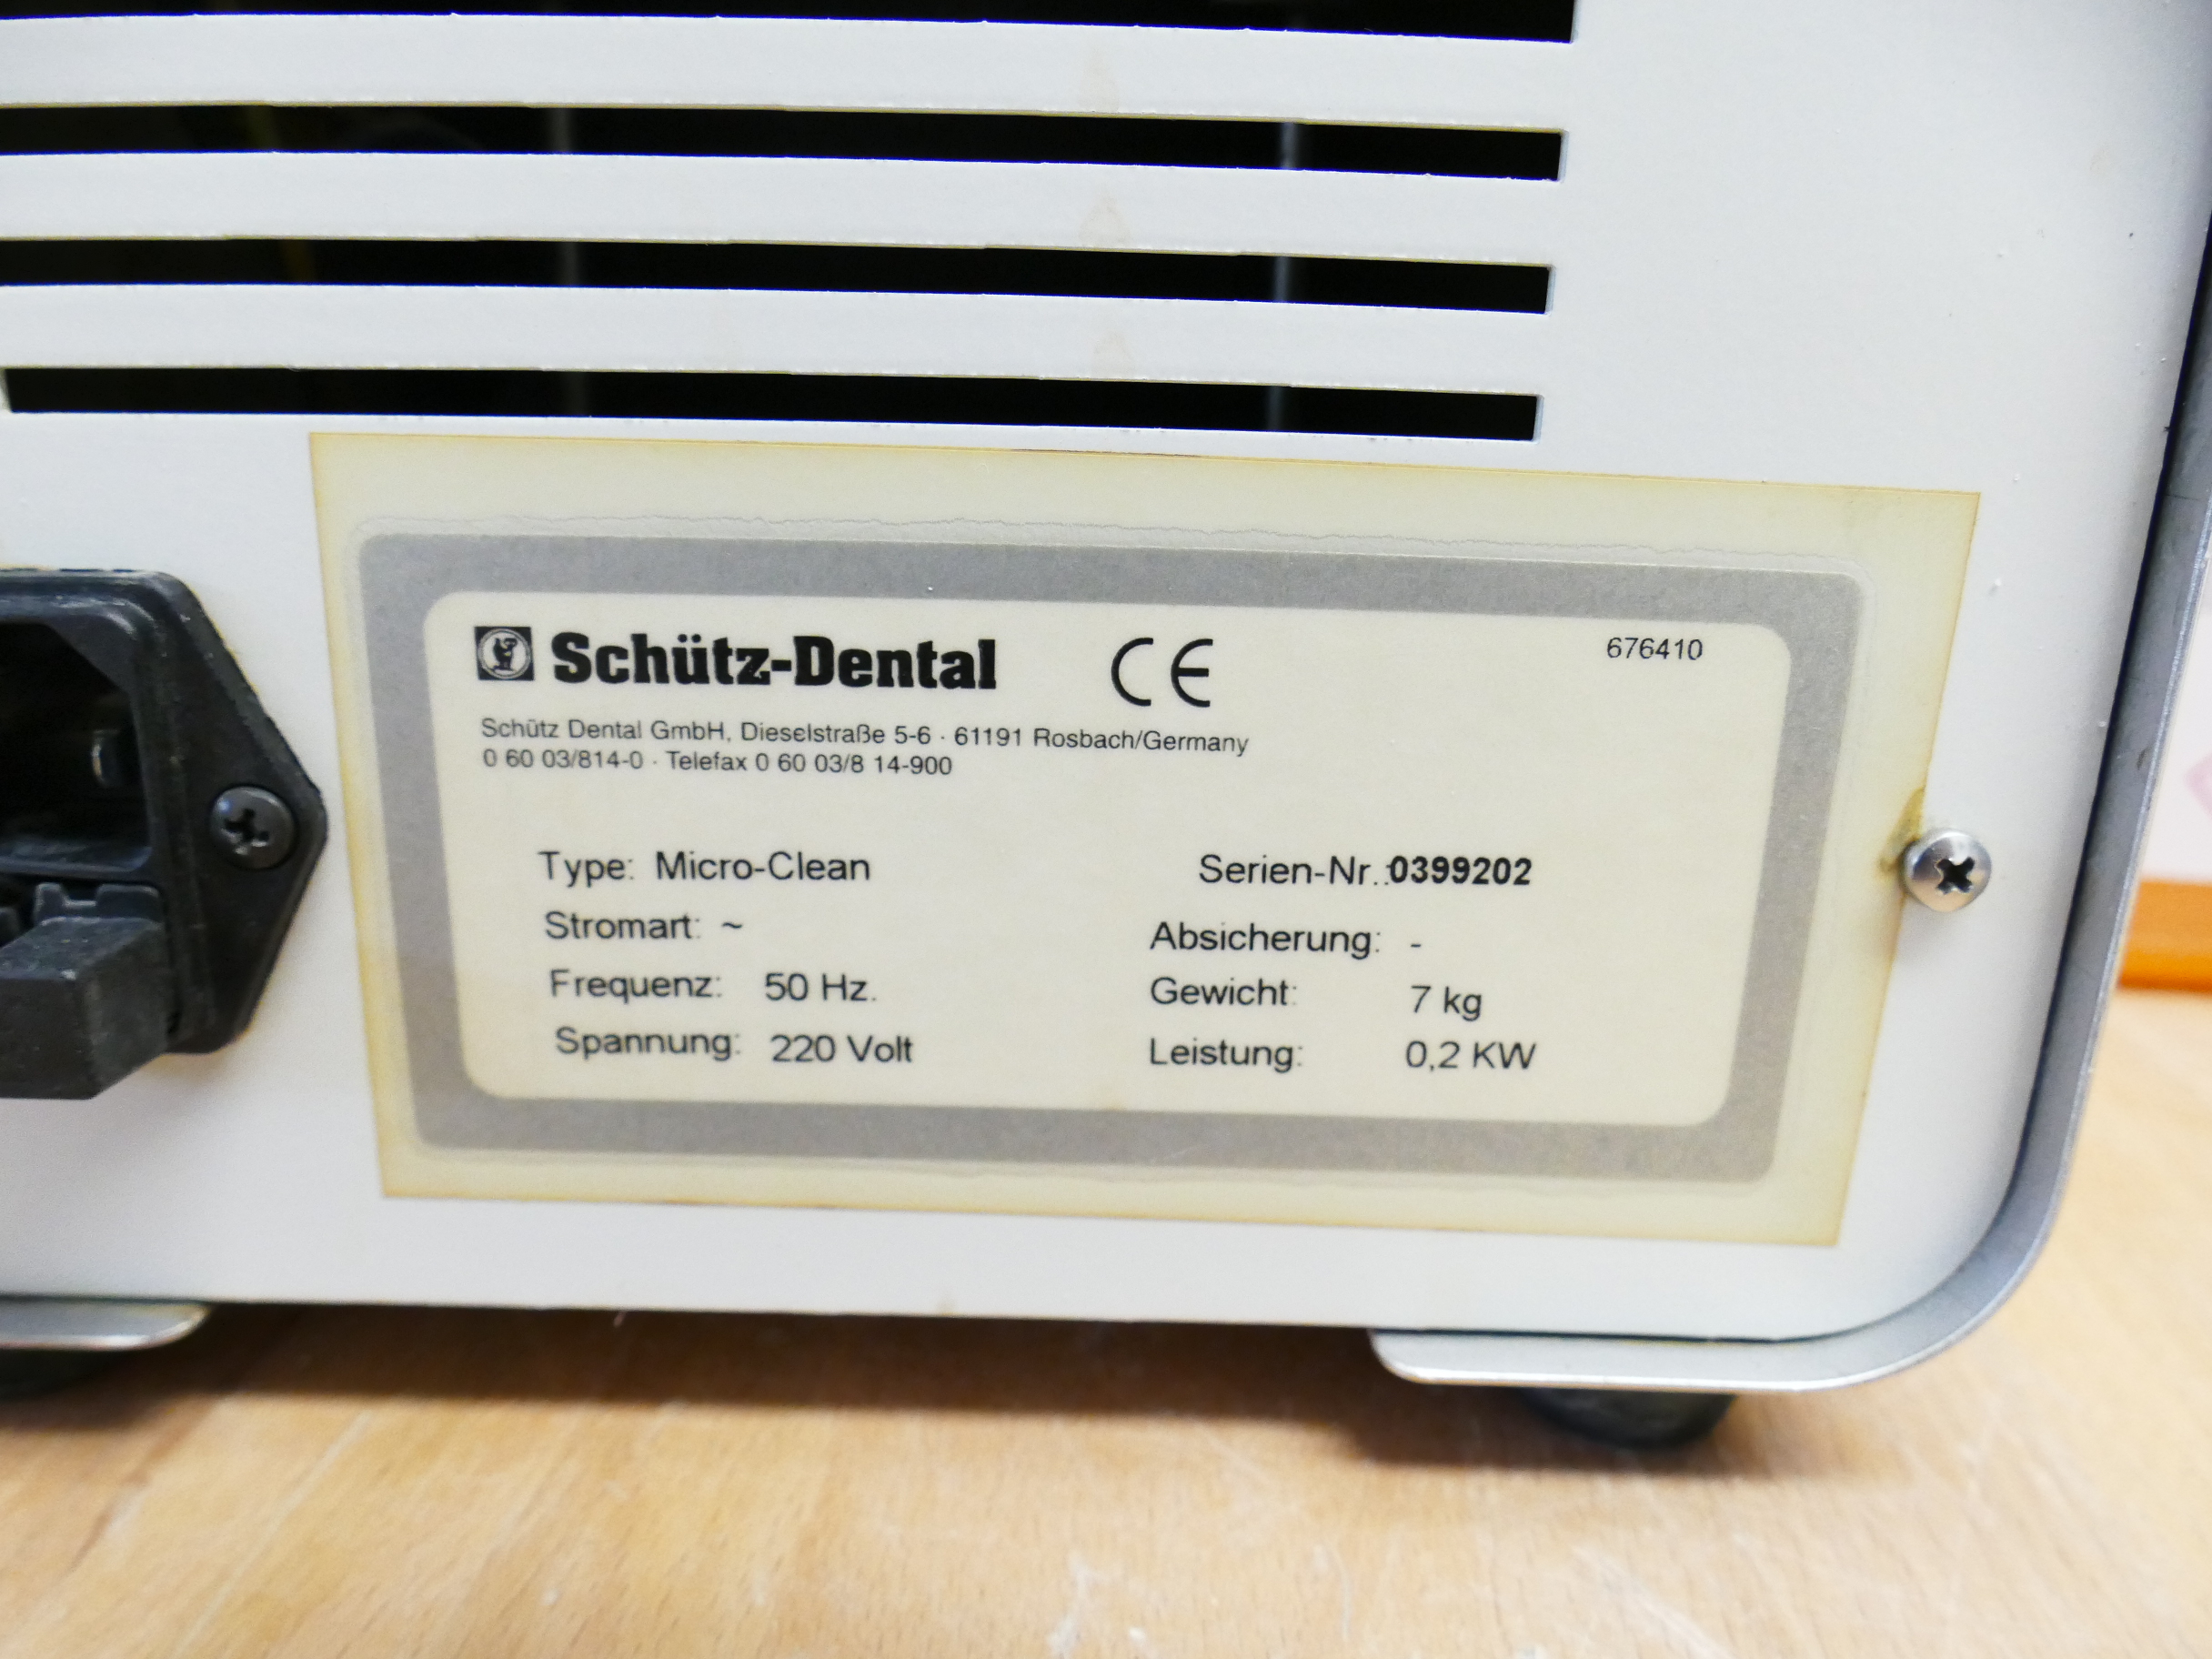 Schütz-Dental CE 676410
Schütz Dental GmbH, Dieselstraße 5-6 · 61191 Rosbach/Germany
0 60 03/814-0 · Telefax 0 60 03/8 14-900
Type: Micro-Clean Serien-Nr.:0399202
Stromart: ~ Absicherung: -
Frequenz: 50 Hz. Gewicht: 7 kg
Spannung: 220 Volt Leistung: 0,2 KW